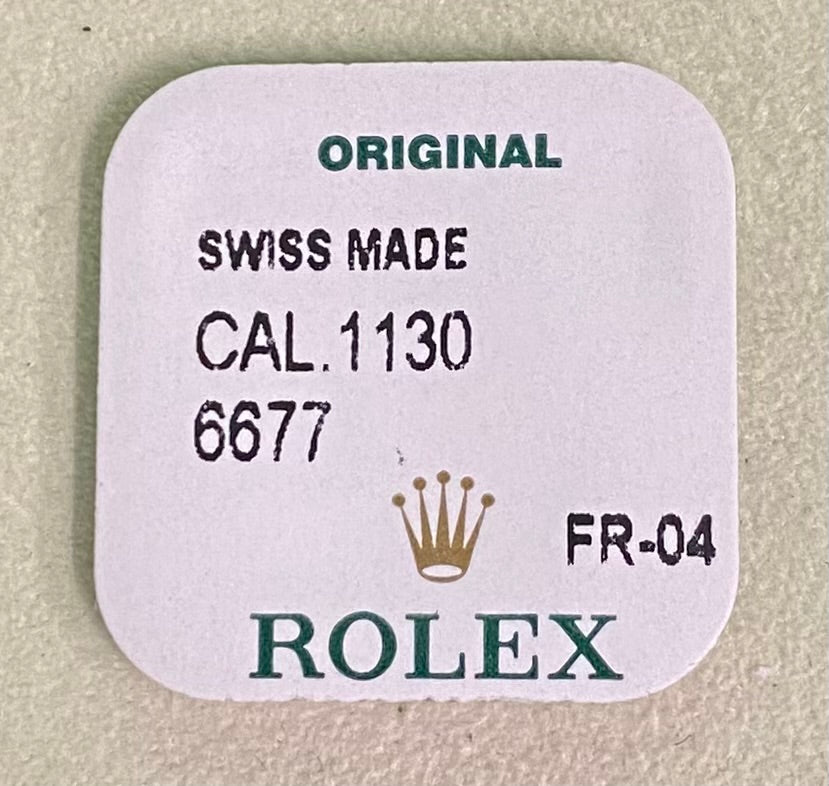 ORIGINAL
SWISS MADE
CAL.1130
6677
FR-04
ROLEX